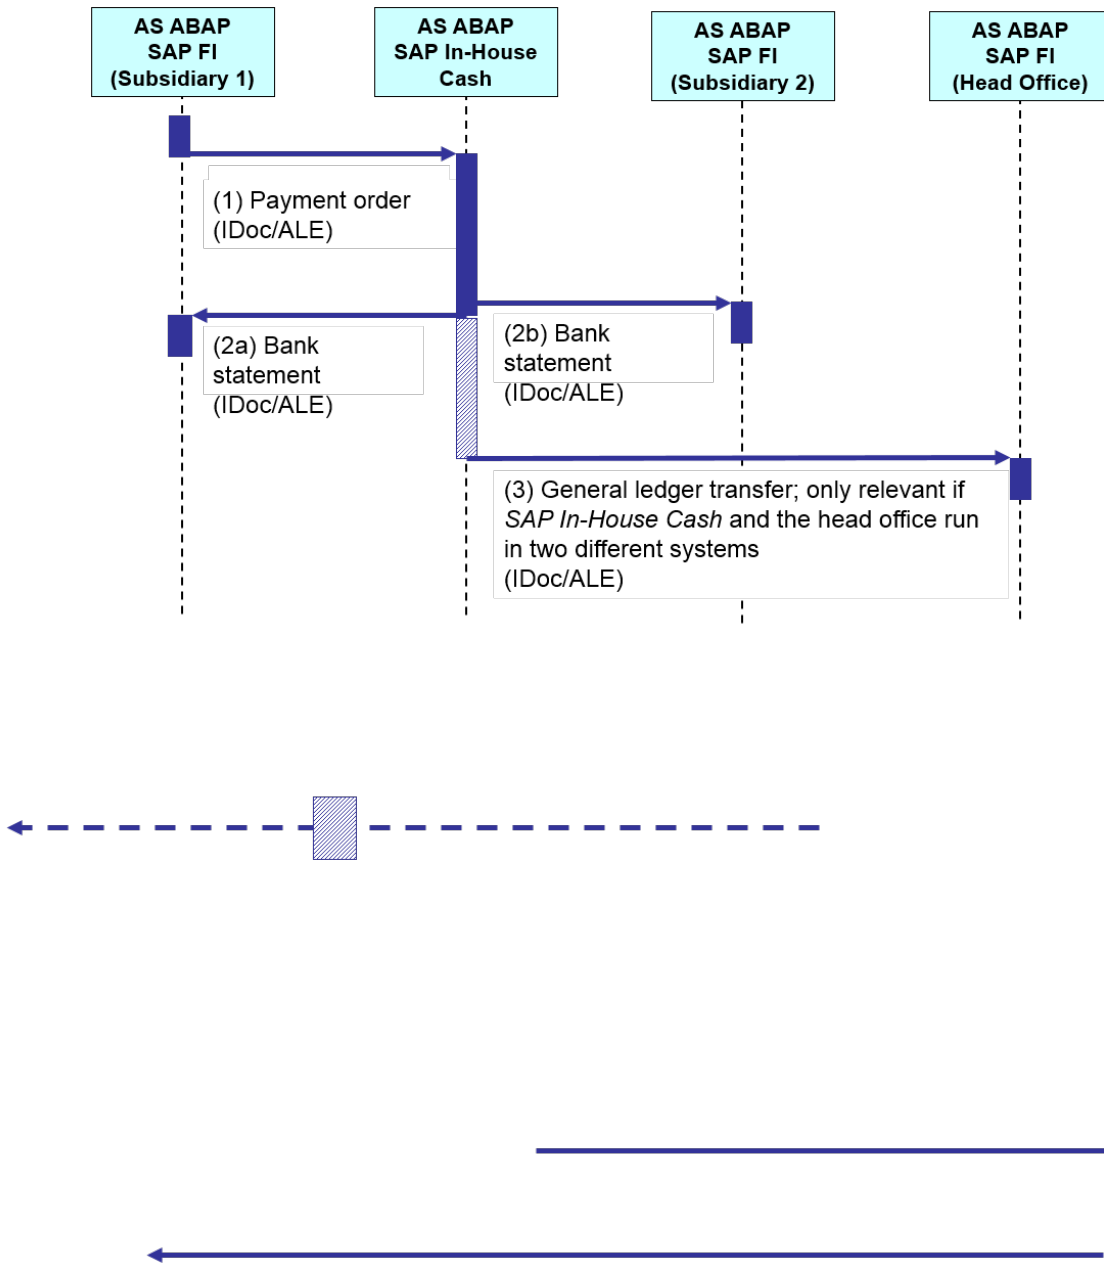 AS ABAP
SAP FI
(Subsidiary 1)
AS ABAP
SAP In-House
Cash
AS ABAP
SAP FI
(Subsidiary 2)
AS ABAP
SAP FI
(Head Office)
(1) Payment order
(IDoc/ALE)
(2a) Bank
statement
(IDoc/ALE)
(2b) Bank
statement
(IDoc/ALE)
(3) General ledger transfer; only relevant if
SAP In-House Cash and the head office run
in two different systems
(IDoc/ALE)